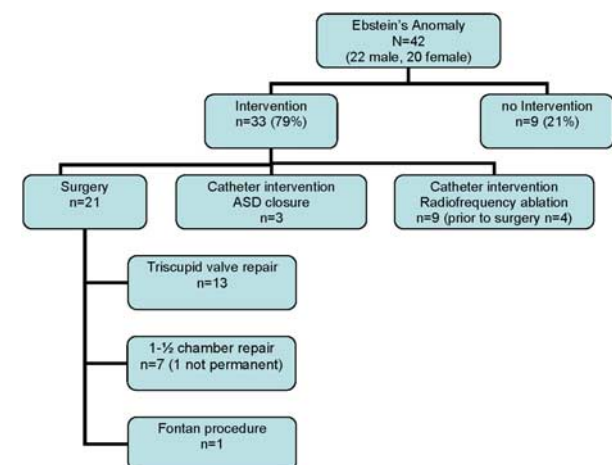 Ebstein's Anomaly
N=42
(22 male, 20 female)
Intervention
n=33 (79%)
no Intervention
n=9 (21%)
Surgery
n=21
Catheter intervention
ASD closure
n=3
Catheter intervention
Radiofrequency ablation
n=9 (prior to surgery n=4)
Triscupid valve repair
n=13
1-½ chamber repair
n=7 (1 not permanent)
Fontan procedure
n=1